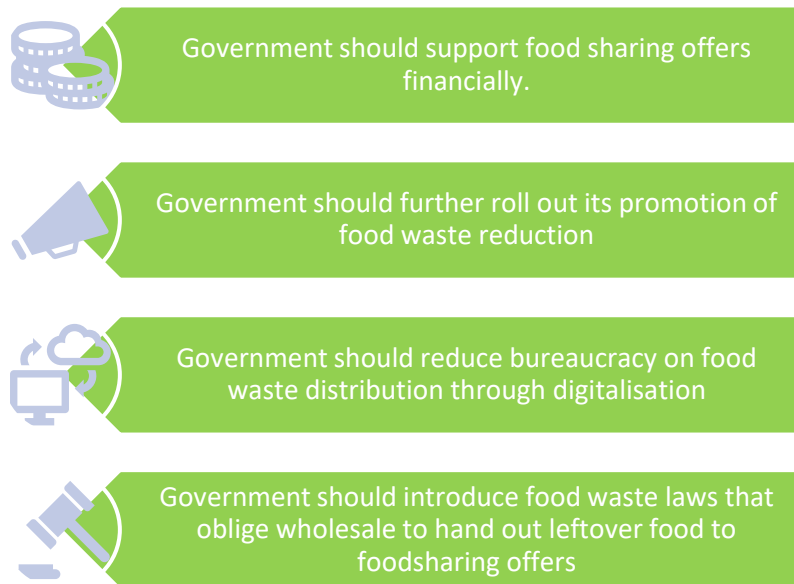 Government should support food sharing offers
financially.
Government should further roll out its promotion of
food waste reduction
Government should reduce bureaucracy on food
waste distribution through digitalisation
Government should introduce food waste laws that
oblige wholesale to hand out leftover food to
foodsharing offers